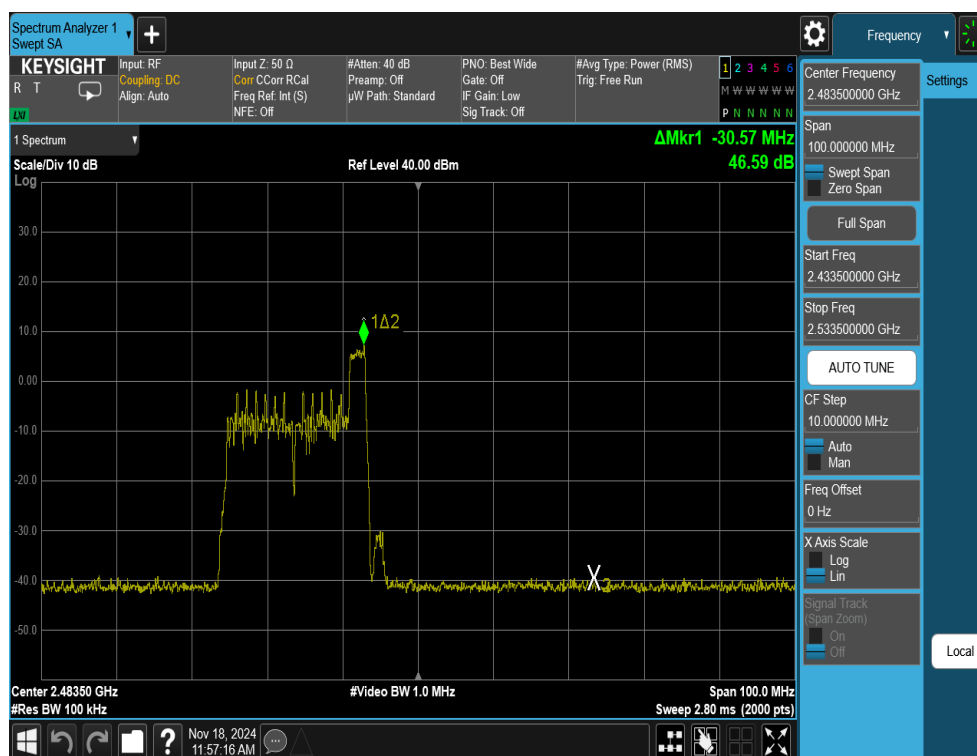 Spectrum Analyzer 1
Swept SA
Frequency
KEYSIGHT
R T
LXI
Input: RF
Coupling: DC
Align: Auto
Input Z: 50 Ω
Corr CCorr RCal
Freq Ref: Int (S)
NFE: Off
#Atten: 40 dB
Preamp: Off
µW Path: Standard
PNO: Best Wide
Gate: Off
IF Gain: Low
Sig Track: Off
#Avg Type: Power (RMS)
Trig: Free Run
1 2 3 4 5 6
M W W W W W
P N N N N N
1 Spectrum
Scale/Div 10 dB
Log
Ref Level 40.00 dBm
ΔMkr1 -30.57 MHz
46.59 dB
30.0
20.0
10.0
0.00
-10.0
-20.0
-30.0
-40.0
-50.0
1Δ2
X2
Center 2.48350 GHz
#Res BW 100 kHz
#Video BW 1.0 MHz
Span 100.0 MHz
Sweep 2.80 ms (2000 pts)
Center Frequency
2.483500000 GHz
Span
100.000000 MHz
Swept Span
Zero Span
Full Span
Start Freq
2.433500000 GHz
Stop Freq
2.533500000 GHz
AUTO TUNE
CF Step
10.000000 MHz
Auto
Man
Freq Offset
0 Hz
X Axis Scale
Log
Lin
Signal Track
(Span Zoom)
On
Off
Settings
Local
?
Nov 18, 2024
11:57:16 AM